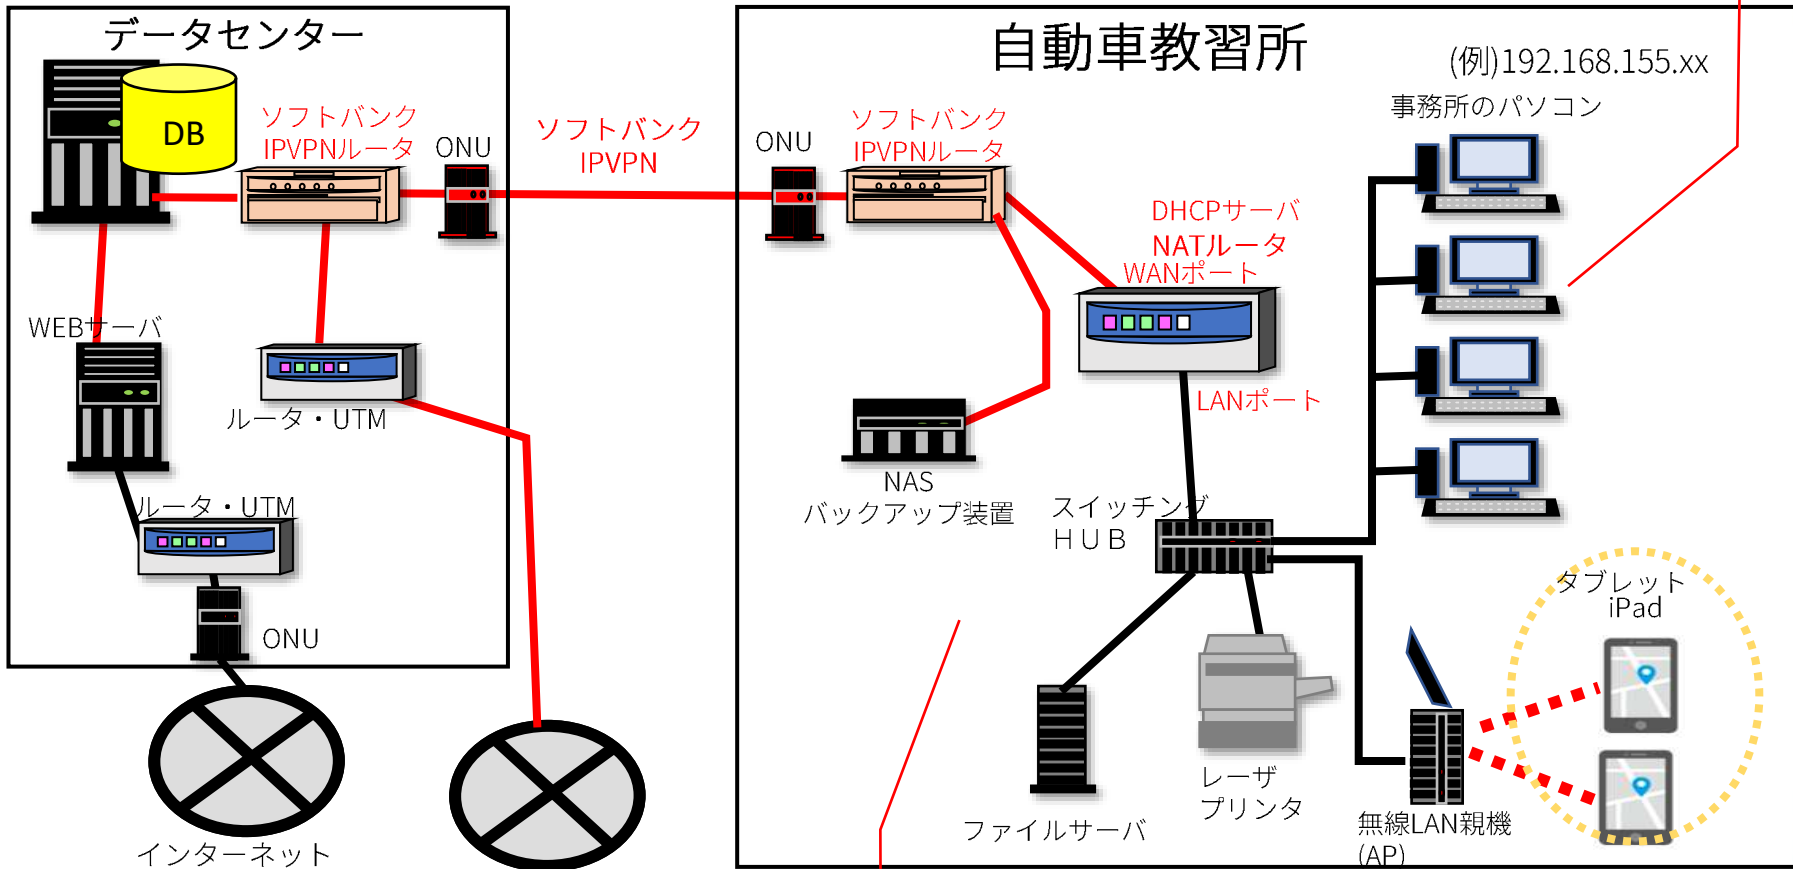 データセンター
DB
ソフトバンク
IPVPNルータ
ONU
WEBサーバ
ルータ・UTM
ルータ・UTM
ONU
インターネット
ソフトバンク
IPVPN
自動車教習所
(例)192.168.155.xx
事務所のパソコン
ONU
ソフトバンク
IPVPNルータ
DHCPサーバ
NATルータ
WANポート
LANポート
NAS
バックアップ装置
スイッチング
ＨＵＢ
タブレット
iPad
ファイルサーバ
レーザ
プリンタ
無線LAN親機
(AP)